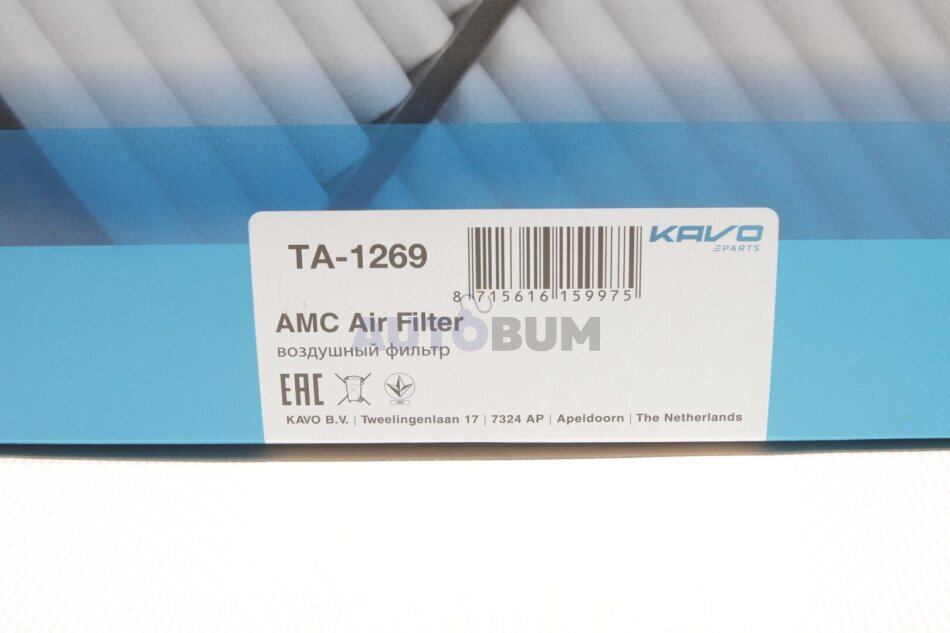 TA-1269
KAVO
PARTS
8 715616 159975
AMC Air Filter
AUTOBUM
воздушный фильтр
EAC
KAVO B.V. | Tweelingenlaan 17 | 7324 AP | Apeldoorn | The Netherlands